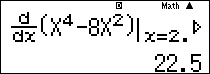 D Math ▲
d/dx(X⁴-8X²)|x=2.▷
22.5